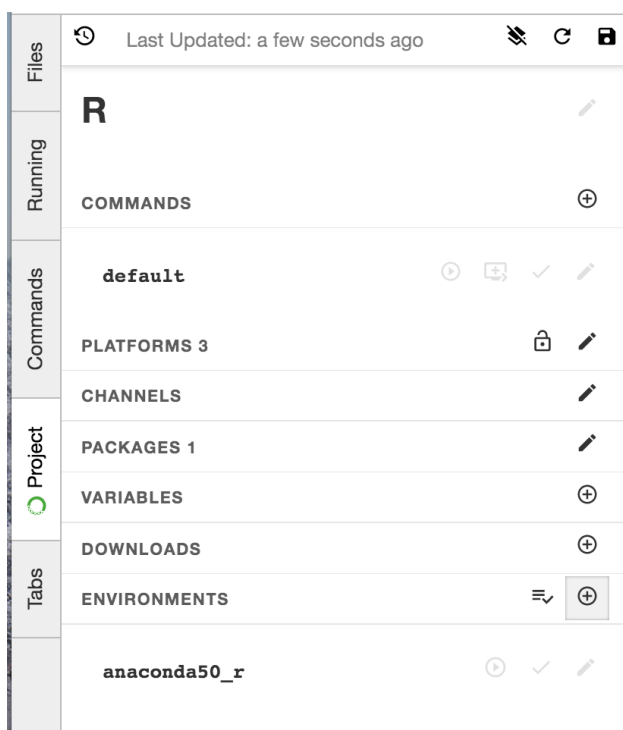 Files
Running
Commands
Project
Tabs
Last Updated: a few seconds ago
R
COMMANDS
default
PLATFORMS 3
CHANNELS
PACKAGES 1
VARIABLES
DOWNLOADS
ENVIRONMENTS
anaconda50_r